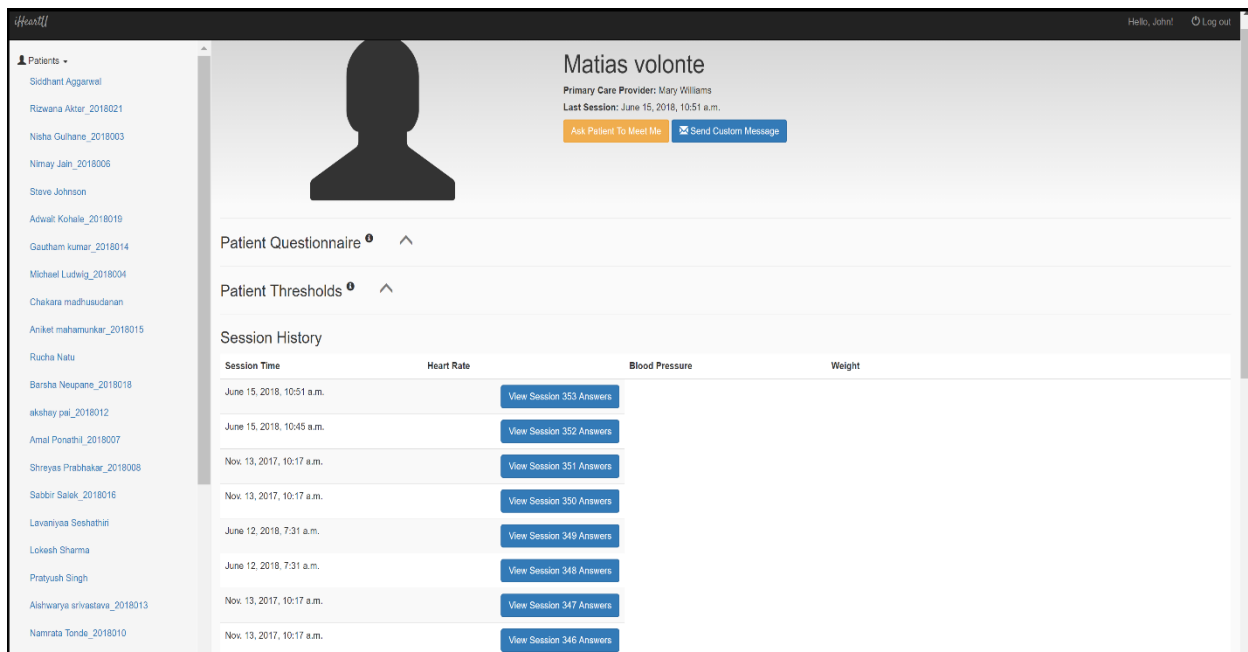 iHeartU
Hello, John! Log out
Patients
Siddhant Aggarwal
Rizwana Akter_2018021
Nisha Gulhane_2018003
Nimay Jain_2018006
Steve Johnson
Adwait Kohale_2018019
Gautham kumar_2018014
Michael Ludwig_2018004
Chakara madhusudanan
Aniket mahamunkar_2018015
Rucha Natu
Barsha Neupane_2018018
akshay pai_2018012
Amal Ponathil_2018007
Shreyas Prabhakar_2018008
Sabbir Salek_2018016
Lavaniyaa Seshathiri
Lokesh Sharma
Pratyush Singh
Aishwarya srivastava_2018013
Namrata Tonde_2018010
Matias volonte
Primary Care Provider: Mary Williams
Last Session: June 15, 2018, 10:51 a.m.
Ask Patient To Meet Me Send Custom Message
Patient Questionnaire
Patient Thresholds
Session History
Session Time Heart Rate Blood Pressure Weight
June 15, 2018, 10:51 a.m. View Session 353 Answers
June 15, 2018, 10:45 a.m. View Session 352 Answers
Nov. 13, 2017, 10:17 a.m. View Session 351 Answers
Nov. 13, 2017, 10:17 a.m. View Session 350 Answers
June 12, 2018, 7:31 a.m. View Session 349 Answers
June 12, 2018, 7:31 a.m. View Session 348 Answers
Nov. 13, 2017, 10:17 a.m. View Session 347 Answers
Nov. 13, 2017, 10:17 a.m. View Session 346 Answers